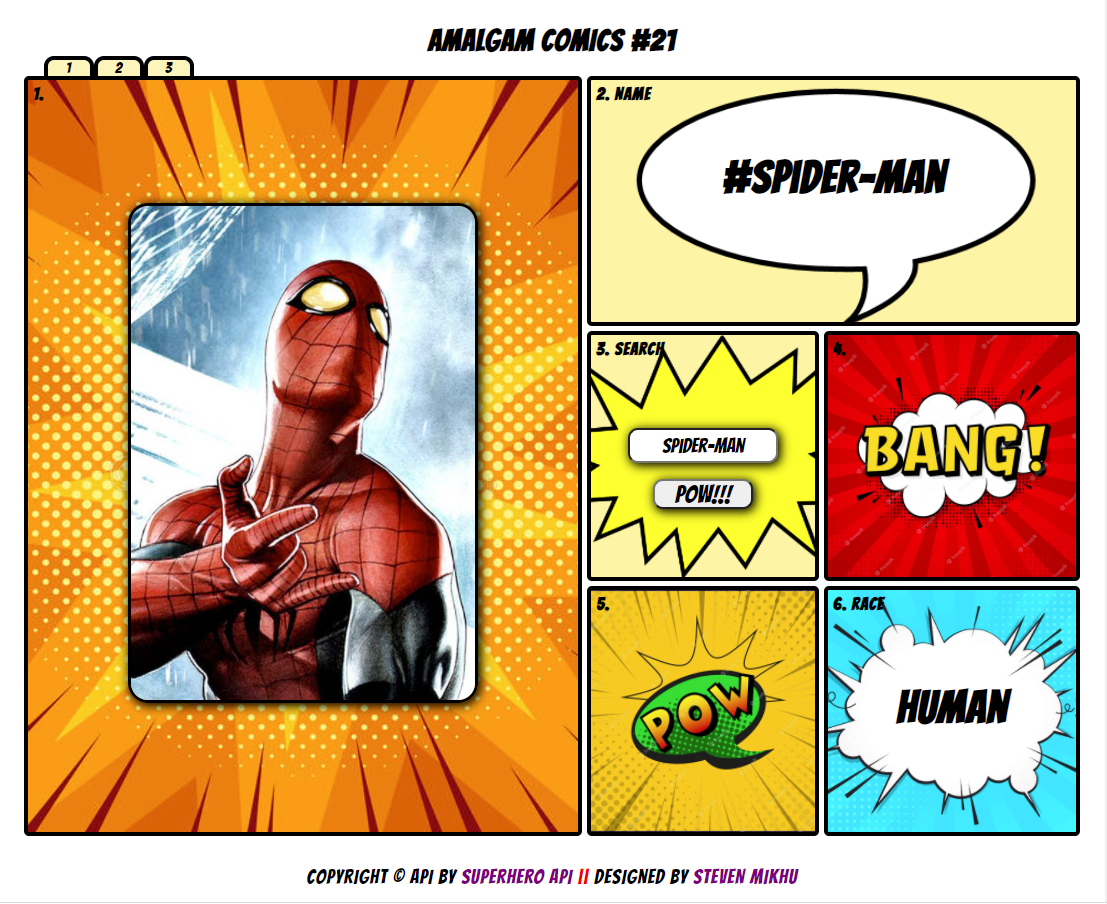 AMALGAM COMICS #21
1 2 3
1.
2. NAME
#SPIDER-MAN
3. SEARCH
SPIDER-MAN
POW!!!
4.
BANG!
5.
POW
6. RACE
HUMAN
COPYRIGHT © API BY SUPERHERO API || DESIGNED BY STEVEN MIKHU